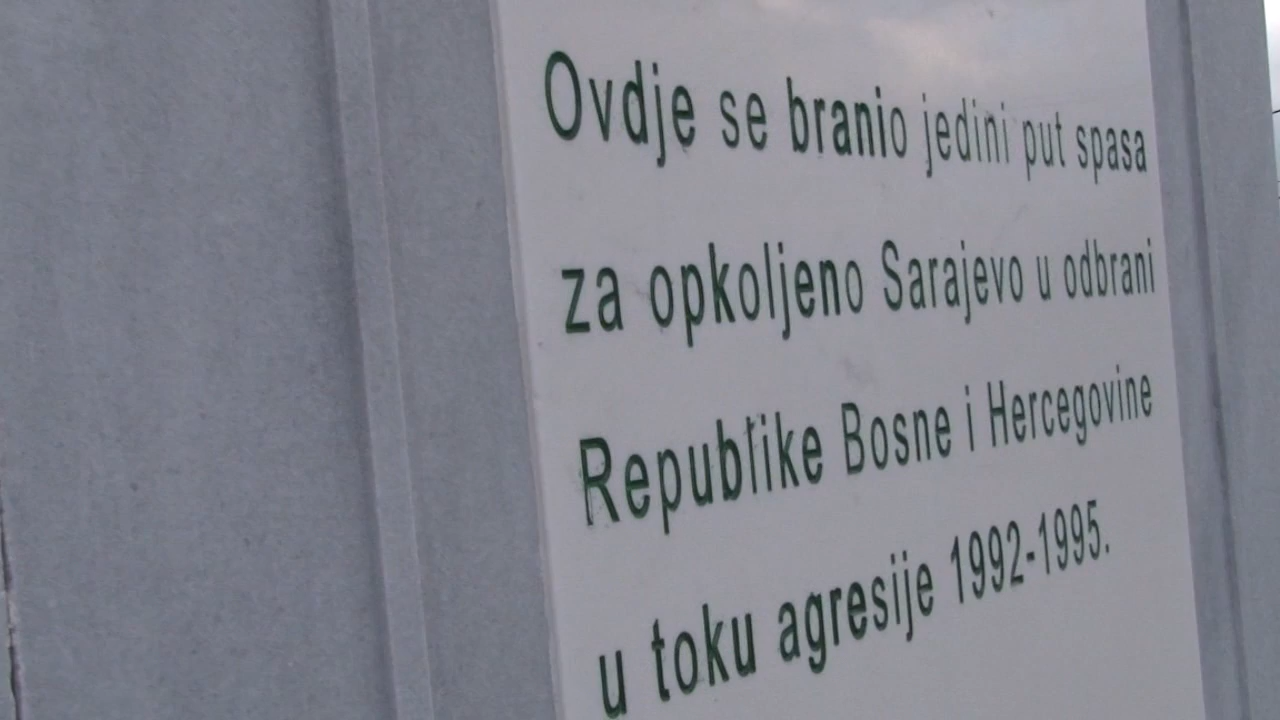 Ovdje se branio jedini put spasa
za opkoljeno Sarajevo u odbrani
Republike Bosne i Hercegovine
u toku agresije 1992-1995.